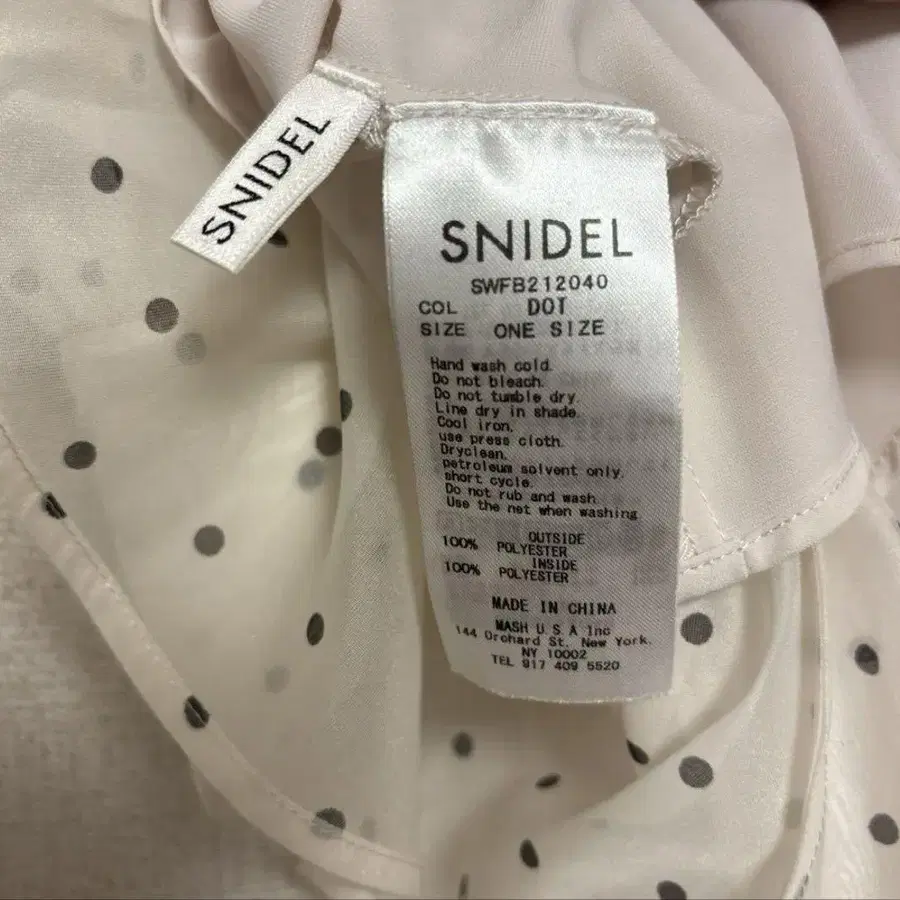 SNIDEL
SNIDEL
SWFB212040
COL DOT
SIZE ONE SIZE
Hand wash cold.
Do not bleach.
Do not tumble dry.
Line dry in shade.
Cool iron.
use press cloth.
Dryclean.
petroleum solvent only.
short cycle.
Do not rub and wash.
Use the net when washing.
OUTSIDE
100% POLYESTER
INSIDE
100% POLYESTER
MADE IN CHINA
MASH U.S.A Inc
144 Orchard St. New York.
NY 10002
TEL 917 409 5520